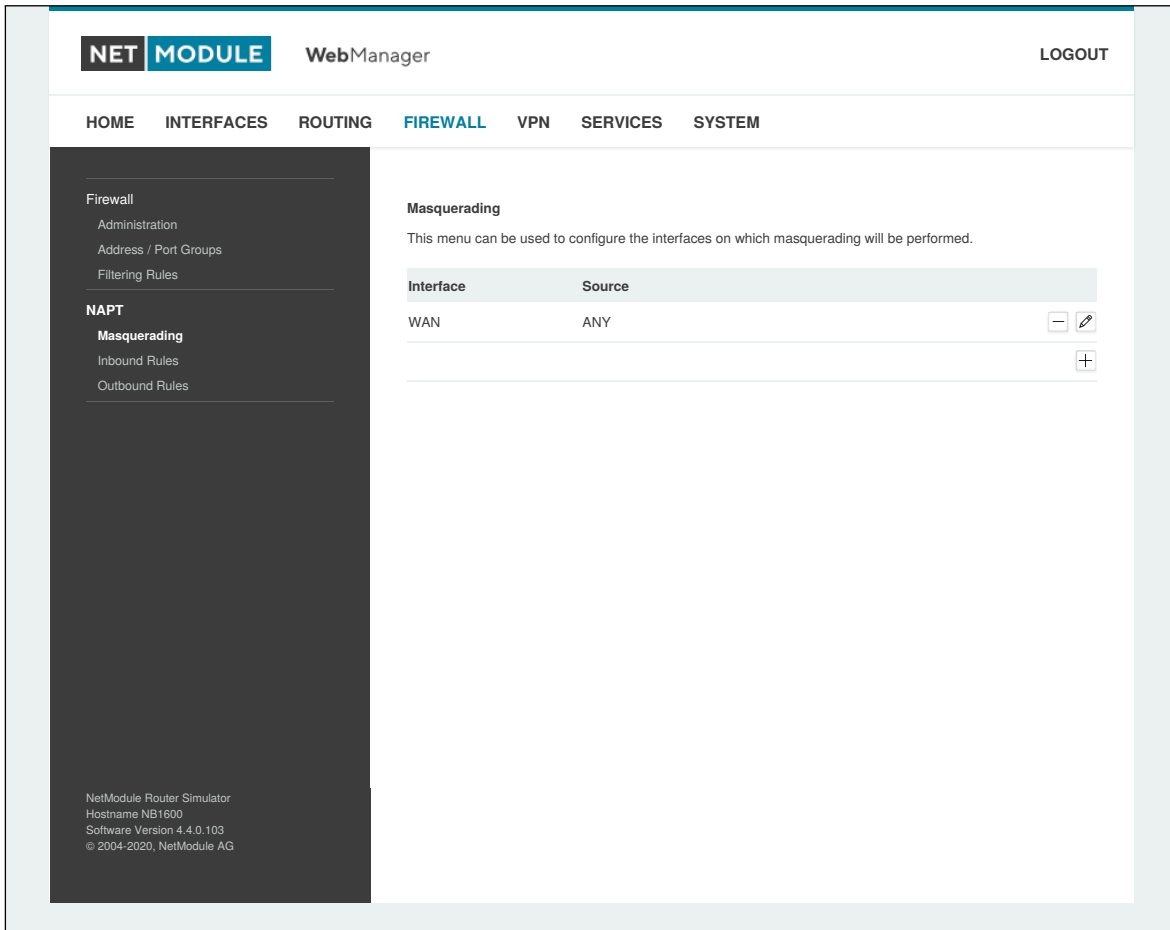 NET MODULE WebManager LOGOUT
HOME INTERFACES ROUTING FIREWALL VPN SERVICES SYSTEM
Firewall
Administration
Address / Port Groups
Filtering Rules
NAPT
Masquerading
Inbound Rules
Outbound Rules
Masquerading
This menu can be used to configure the interfaces on which masquerading will be performed.
Interface Source
WAN ANY
NetModule Router Simulator
Hostname NB1600
Software Version 4.4.0.103
© 2004-2020, NetModule AG